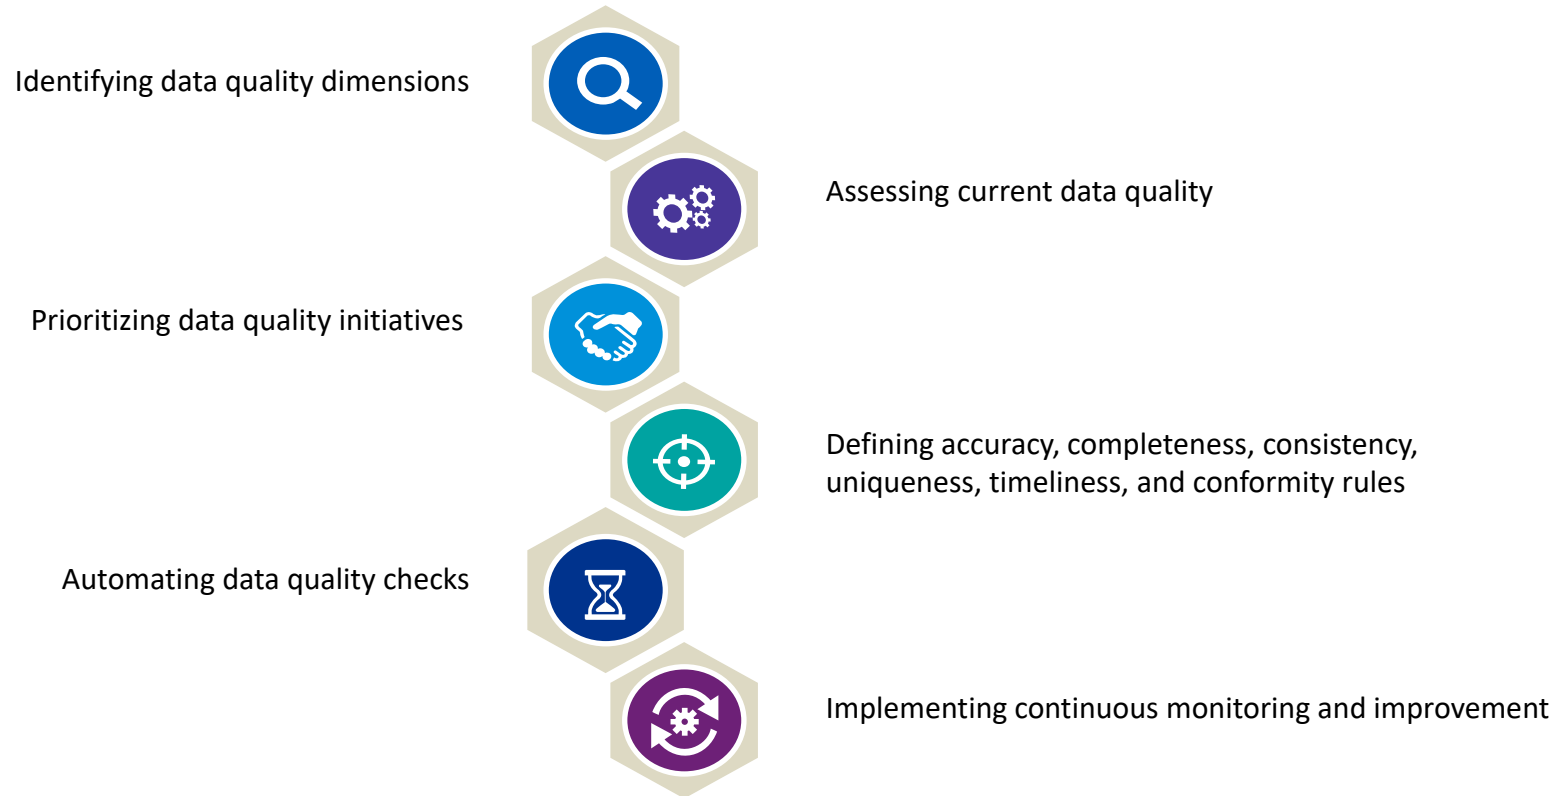 Identifying data quality dimensions
Assessing current data quality
Prioritizing data quality initiatives
Defining accuracy, completeness, consistency,
uniqueness, timeliness, and conformity rules
Automating data quality checks
Implementing continuous monitoring and improvement